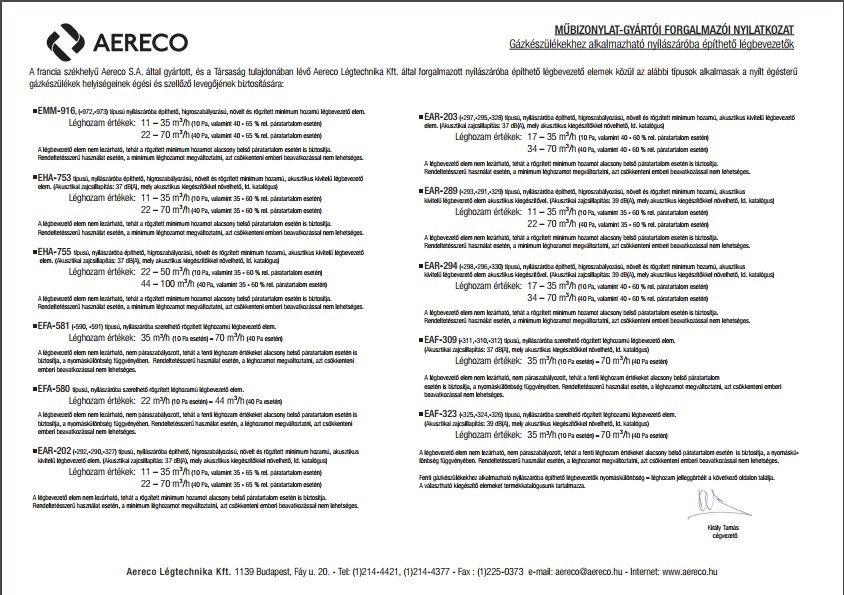 AERECO
MŰBIZONYLAT-GYÁRTÓI FORGALMAZÓI NYILATKOZAT
Gázkészülékekhez alkalmazható nyílászáróba építhető légbevezetők
A francia székhelyű Aereco S.A. által gyártott, és a Társaság tulajdonában lévő Aereco Légtechnika Kft. által forgalmazott nyílászáróba építhető légbevezető elemek közül az alábbi típusok alkalmasak a nyílt égésterű
gázkészülékek helyiségeinek égési és szellőző levegőjének biztosítására:
▪EMM-916, (•972,•973) típusú nyílászáróba építhető, higroszabályozású, növelt és rögzített minimum hozamú légbevezető elem.
Léghozam értékek: 11 – 35 m³/h (10 Pa, valamint 40 • 65 % rel. páratartalom esetén)
22 – 70 m³/h (40 Pa, valamint 40 • 65 % rel. páratartalom esetén)
A légbevezető elem nem lezárható, tehát a rögzített minimum hozamot alacsony belső páratartalom esetén is biztosítja.
Rendeltetésszerű használat esetén, a minimum léghozamot megváltoztatni, azt csökkenteni emberi beavatkozással nem lehetséges.
▪EHA-753 típusú, nyílászáróba építhető, higroszabályozású, növelt és rögzített minimum hozamú, akusztikus kivitelű légbevezető
elem. (Akusztikai zajcsillapítás: 37 dB(A), mely akusztikus kiegészítőkkel növelhető, ld. katalógus)
Léghozam értékek: 11 – 35 m³/h (10 Pa, valamint 35 • 60 % rel. páratartalom esetén)
22 – 70 m³/h (40 Pa, valamint 35 • 60 % rel. páratartalom esetén)
A légbevezető elem nem lezárható, tehát a rögzített minimum hozamot alacsony belső páratartalom esetén is biztosítja.
Rendeltetésszerű használat esetén, a minimum léghozamot megváltoztatni, azt csökkenteni emberi beavatkozással nem lehetséges.
▪EHA-755 típusú, nyílászáróba építhető, higroszabályozású, növelt és rögzített minimum hozamú, akusztikus kivitelű légbevezető
elem. (Akusztikai zajcsillapítás: 37 dB(A), mely akusztikus kiegészítőkkel növelhető, ld. katalógus)
Léghozam értékek: 22 – 50 m³/h (10 Pa, valamint 35 • 60 % rel. páratartalom esetén)
44 – 100 m³/h (40 Pa, valamint 35 • 60 % rel. páratartalom esetén)
A légbevezető elem nem lezárható, tehát a rögzített minimum hozamot alacsony belső páratartalom esetén is biztosítja.
Rendeltetésszerű használat esetén, a minimum léghozamot megváltoztatni, azt csökkenteni emberi beavatkozással nem lehetséges.
▪EFA-581 (•590, •591) típusú, nyílászáróba szerelhető rögzített léghozamú légbevezető elem.
Léghozam értékek: 35 m³/h (10 Pa esetén) = 70 m³/h (40 Pa esetén)
A légbevezető elem nem lezárható, nem páraszabályozott, tehát a fenti léghozam értékeket alacsony belső páratartalom esetén is
biztosítja, a nyomáskülönbség függvényében. Rendeltetésszerű használat esetén, a léghozamot megváltoztatni, azt csökkenteni
emberi beavatkozással nem lehetséges.
▪EFA-580 típusú, nyílászáróba szerelhető rögzített léghozamú légbevezető elem.
Léghozam értékek: 22 m³/h (10 Pa esetén) = 44 m³/h (40 Pa esetén)
A légbevezető elem nem lezárható, nem páraszabályozott, tehát a fenti léghozam értékeket alacsony belső páratartalom esetén is
biztosítja, a nyomáskülönbség függvényében. Rendeltetésszerű használat esetén, a léghozamot megváltoztatni, azt csökkenteni
emberi beavatkozással nem lehetséges.
▪EAR-202 (•292,•290,•327) típusú, nyílászáróba építhető, higroszabályozású, növelt és rögzített minimum hozamú, akusztikus
kivitelű légbevezető elem. (Akusztikai zajcsillapítás: 37 dB(A), mely akusztikus kiegészítőkkel növelhető, ld. katalógus)
Léghozam értékek: 11 – 35 m³/h (10 Pa, valamint 35 • 65 % rel. páratartalom esetén)
22 – 70 m³/h (40 Pa, valamint 35 • 65 % rel. páratartalom esetén)
A légbevezető elem nem lezárható, tehát a rögzített minimum hozamot alacsony belső páratartalom esetén is biztosítja.
Rendeltetésszerű használat esetén, a minimum léghozamot megváltoztatni, azt csökkenteni emberi beavatkozással nem lehetséges.
▪EAR-203 (•297,•295,•328) típusú, nyílászáróba építhető, higroszabályozású, növelt és rögzített minimum hozamú, akusztikus kivitelű légbevezető
elem. (Akusztikai zajcsillapítás: 37 dB(A), mely akusztikus kiegészítőkkel növelhető, ld. katalógus)
Léghozam értékek: 17 – 35 m³/h (10 Pa, valamint 40 • 60 % rel. páratartalom esetén)
34 – 70 m³/h (40 Pa, valamint 40 • 60 % rel. páratartalom esetén)
A légbevezető elem nem lezárható, tehát a rögzített minimum hozamot alacsony belső páratartalom esetén is biztosítja.
Rendeltetésszerű használat esetén, a minimum léghozamot megváltoztatni, azt csökkenteni emberi beavatkozással nem lehetséges.
▪EAR-289 (•293,•291,•329) típusú, nyílászáróba építhető, higroszabályozású, növelt és rögzített minimum hozamú, akusztikus
kivitelű légbevezető elem akusztikus kiegészítővel. (Akusztikai zajcsillapítás: 39 dB(A), mely akusztikus kiegészítőkkel növelhető, ld. katalógus)
Léghozam értékek: 11 – 35 m³/h (10 Pa, valamint 35 • 60 % rel. páratartalom esetén)
22 – 70 m³/h (40 Pa, valamint 35 • 60 % rel. páratartalom esetén)
A légbevezető elem nem lezárható, tehát a rögzített minimum hozamot alacsony belső páratartalom esetén is biztosítja.
Rendeltetésszerű használat esetén, a minimum léghozamot megváltoztatni, azt csökkenteni emberi beavatkozással nem lehetséges.
▪EAR-294 (•298,•296,•330) típusú, nyílászáróba építhető, higroszabályozású, növelt és rögzített minimum hozamú, akusztikus
kivitelű légbevezető elem akusztikus kiegészítővel. (Akusztikai zajcsillapítás: 39 dB(A), mely akusztikus kiegészítőkkel növelhető, ld. katalógus)
Léghozam értékek: 17 – 35 m³/h (10 Pa, valamint 35 • 60 % rel. páratartalom esetén)
34 – 70 m³/h (40 Pa, valamint 35 • 60 % rel. páratartalom esetén)
A légbevezető elem nem lezárható, tehát a rögzített minimum hozamot alacsony belső páratartalom esetén is biztosítja.
Rendeltetésszerű használat esetén, a minimum léghozamot megváltoztatni, azt csökkenteni emberi beavatkozással nem lehetséges.
▪EAF-309 (•311,•310,•312) típusú, nyílászáróba szerelhető rögzített léghozamú légbevezető elem.
(Akusztikai zajcsillapítás: 37 dB(A), mely akusztikus kiegészítőkkel növelhető, ld. katalógus)
Léghozam értékek: 35 m³/h (10 Pa esetén) = 70 m³/h (40 Pa esetén)
A légbevezető elem nem lezárható, nem páraszabályozott, tehát a fenti léghozam értékeket alacsony belső páratartalom
esetén is biztosítja, a nyomáskülönbség függvényében. Rendeltetésszerű használat esetén, a léghozamot megváltoztatni, azt csökkenteni emberi
beavatkozással nem lehetséges.
▪EAF-323 (•325,•324,•326) típusú, nyílászáróba szerelhető rögzített léghozamú légbevezető elem.
(Akusztikai zajcsillapítás: 39 dB(A), mely akusztikus kiegészítőkkel növelhető, ld. katalógus)
Léghozam értékek: 35 m³/h (10 Pa esetén) = 70 m³/h (40 Pa esetén)
A légbevezető elem nem lezárható, nem páraszabályozott, tehát a fenti léghozam értékeket alacsony belső páratartalom esetén is biztosítja, a nyomáskü•
lönbség függvényében. Rendeltetésszerű használat esetén, a léghozamot megváltoztatni, azt csökkenteni emberi beavatkozással nem lehetséges.
Fenti gázkészülékekhez alkalmazható nyílászáróba építhető légbevezetők nyomáskülönbség = léghozam jelleggörbéit a következő oldalon találja.
A választható kiegészítő elemeket termékkatalógusunk tartalmazza.
Király Tamás
cégvezető
Aereco Légtechnika Kft. 1139 Budapest, Fáy u. 20. - Tel: (1)214-4421, (1)214-4377 - Fax : (1)225-0373 e-mail: aereco@aereco.hu - Internet: www.aereco.hu